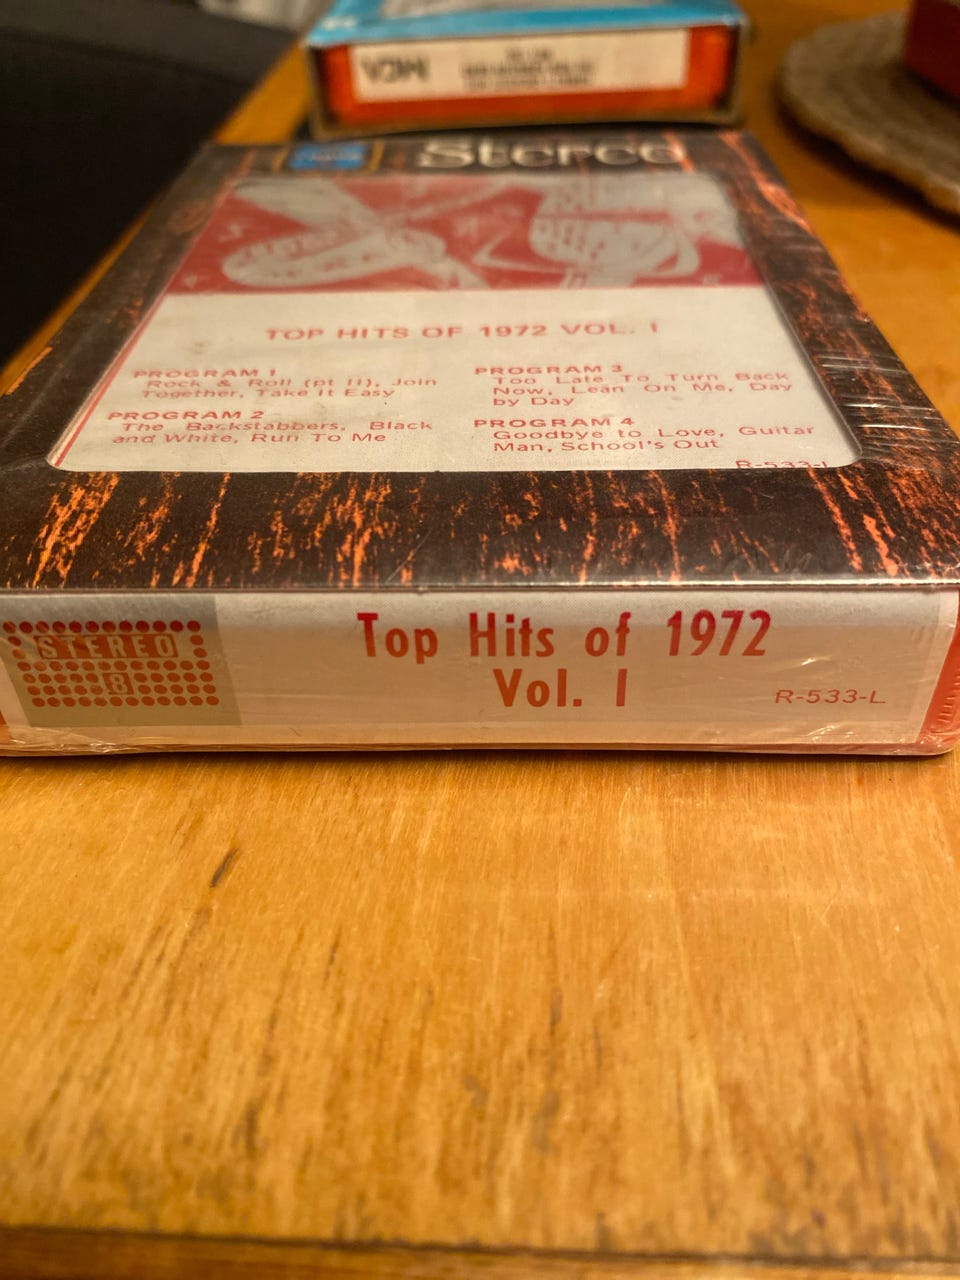 MCA
Stereo
TOP HITS OF 1972 VOL. I
PROGRAM 1
Rock & Roll (pt II), Join
Together, Take It Easy
PROGRAM 2
The Backstabbers, Black
and White, Run To Me
PROGRAM 3
Too Late To Turn Back
Now, Lean On Me, Day
by Day
PROGRAM 4
Goodbye to Love, Guitar
Man, School's Out
R-533-L
STEREO
8
Top Hits of 1972
Vol. I
R-533-L